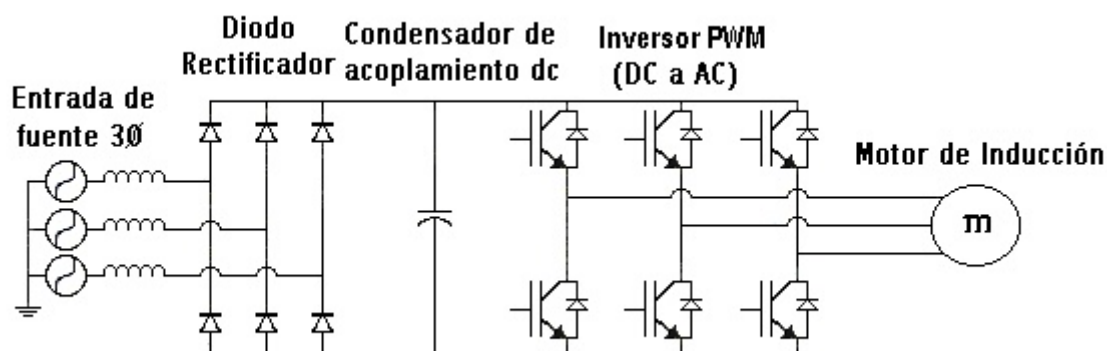 Diodo
Rectificador
Condensador de
acoplamiento dc
Inversor PWM
(DC a AC)
Entrada de
fuente 3Ø
Motor de Inducción
m